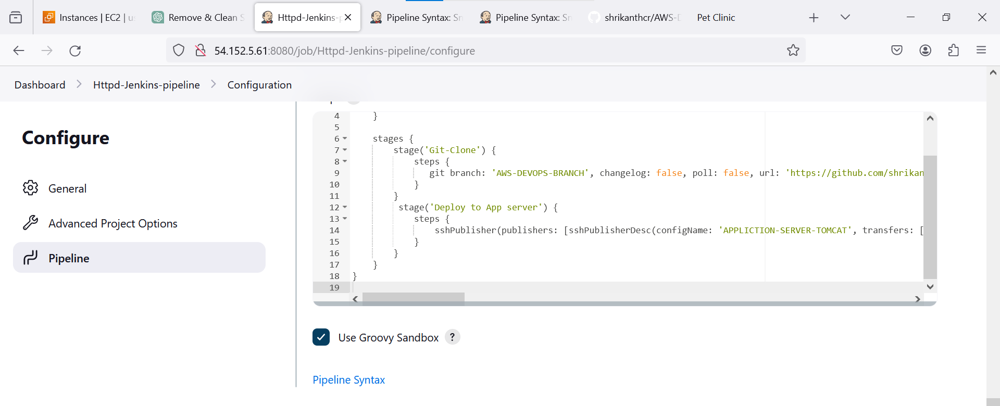 Instances | EC2 | us
Remove & Clean S
Httpd-Jenkins-p
Pipeline Syntax: Sn
Pipeline Syntax: Sn
shrikanthcr/AWS-D
Pet Clinic
54.152.5.61:8080/job/Httpd-Jenkins-pipeline/configure
Dashboard > Httpd-Jenkins-pipeline > Configuration
Configure
General
Advanced Project Options
Pipeline
4 }
5
6 stages {
7 stage('Git-Clone') {
8 steps {
9 git branch: 'AWS-DEVOPS-BRANCH', changelog: false, poll: false, url: 'https://github.com/shrikan
10 }
11 }
12 stage('Deploy to App server') {
13 steps {
14 sshPublisher(publishers: [sshPublisherDesc(configName: 'APPLICTION-SERVER-TOMCAT', transfers: [
15 }
16 }
17 }
18 }
19
Use Groovy Sandbox ?
Pipeline Syntax